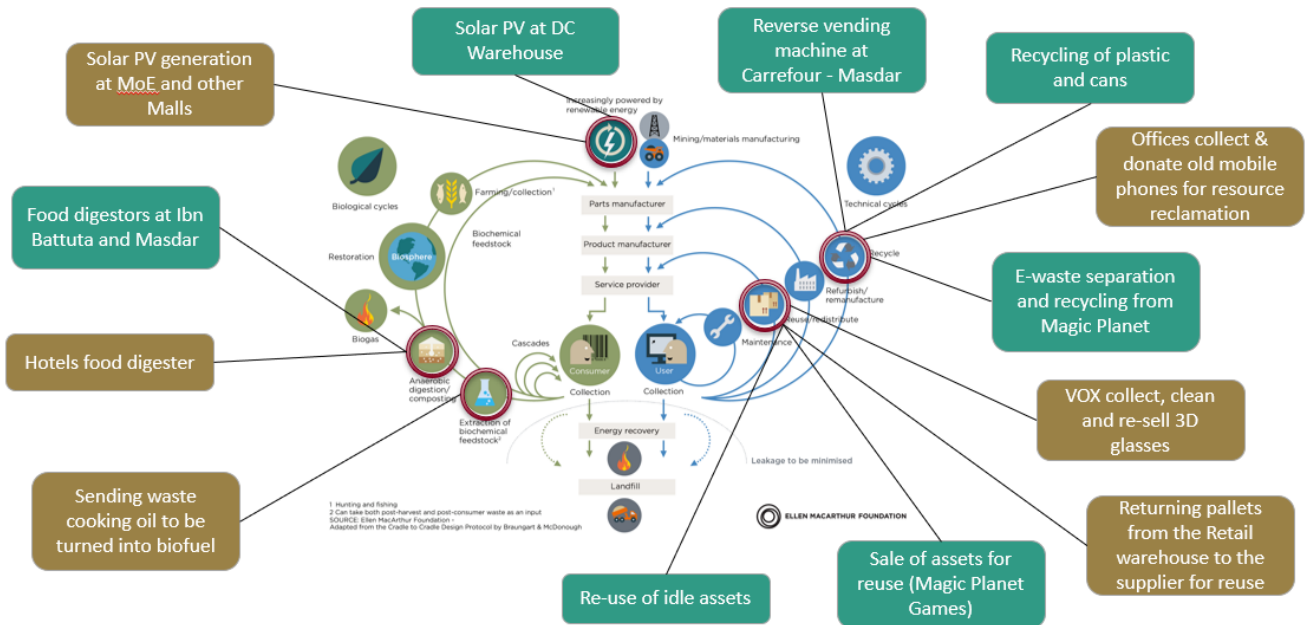 Solar PV at DC
Warehouse
Reverse vending
machine at
Carrefour - Masdar
Recycling of plastic
and cans
Solar PV generation
at MoE and other
Malls
Offices collect &
donate old mobile
phones for resource
reclamation
Food digestors at Ibn
Battuta and Masdar
E-waste separation
and recycling from
Magic Planet
Hotels food digester
VOX collect, clean
and re-sell 3D
glasses
Sending waste
cooking oil to be
turned into biofuel
Returning pallets
from the Retail
warehouse to the
supplier for reuse
Re-use of idle assets
Sale of assets for
reuse (Magic Planet
Games)
Increasingly powered by
renewable energy
Mining/materials manufacturing
Biological cycles
Farming/collection¹
Technical cycles
Parts manufacturer
Biochemical
feedstock
Product manufacturer
Restoration
Biosphere
Recycle
Service provider
Refurbish/
remanufacture
Reuse/redistribute
Biogas
Maintenance
Cascades
Consumer
User
Anaerobic
digestion/
composting
Collection
Collection
Extraction of
biochemical
feedstock²
Energy recovery
Leakage to be minimised
Landfill
1 Hunting and fishing
2 Can take both post-harvest and post-consumer waste as an input
SOURCE: Ellen MacArthur Foundation -
Adapted from the Cradle to Cradle Design Protocol by Braungart & McDonough
ELLEN MACARTHUR FOUNDATION